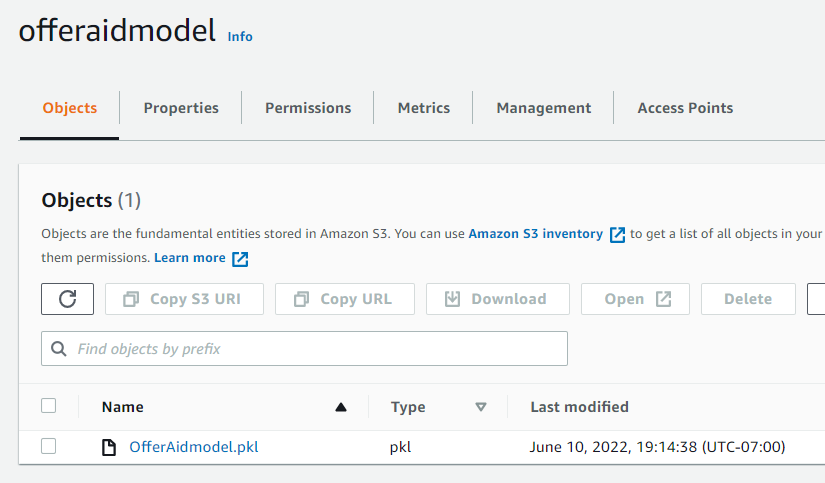 offeraidmodel Info
Objects Properties Permissions Metrics Management Access Points
Objects (1)
Objects are the fundamental entities stored in Amazon S3. You can use Amazon S3 inventory to get a list of all objects in your
them permissions. Learn more
Copy S3 URI Copy URL Download Open Delete
Find objects by prefix
Name Type Last modified
OfferAidmodel.pkl pkl June 10, 2022, 19:14:38 (UTC-07:00)